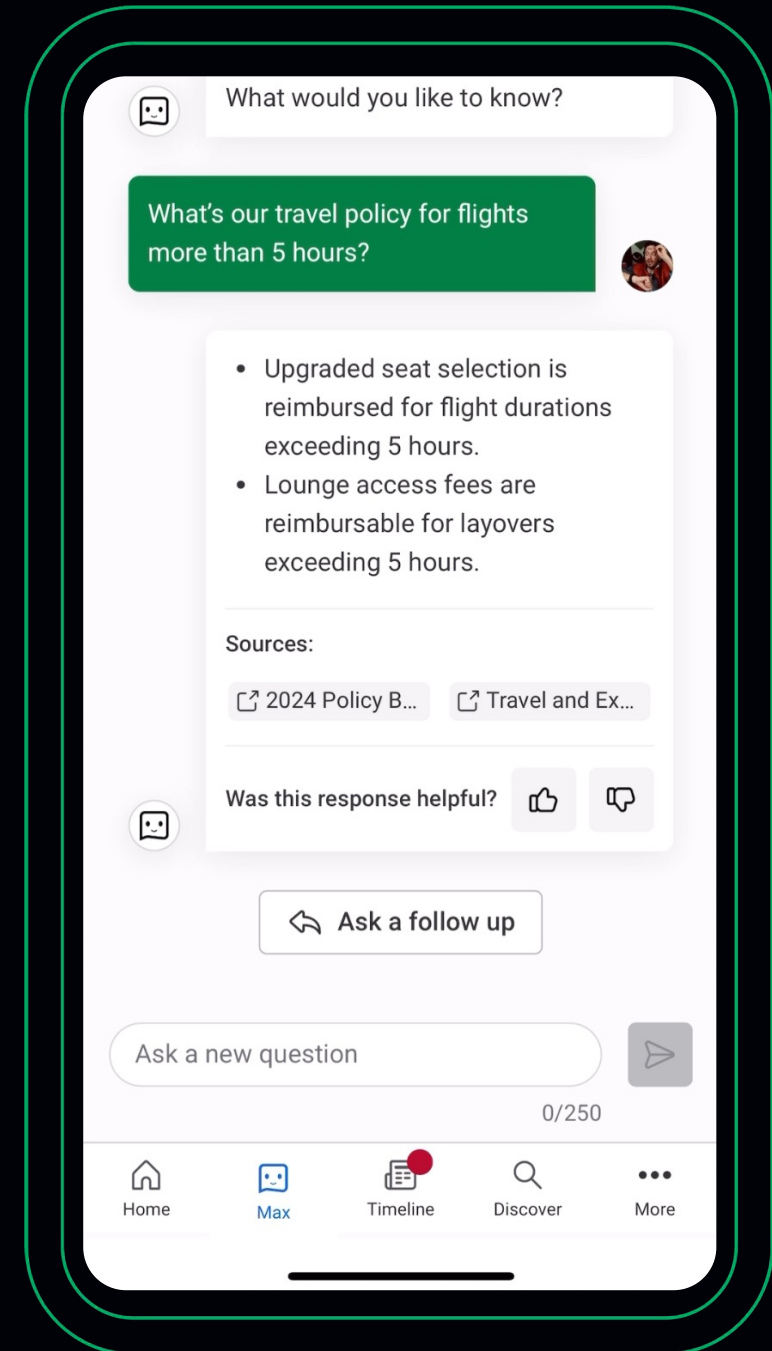 What would you like to know?
What's our travel policy for flights
more than 5 hours?
• Upgraded seat selection is
reimbursed for flight durations
exceeding 5 hours.
• Lounge access fees are
reimbursable for layovers
exceeding 5 hours.
Sources:
2024 Policy B...
Travel and Ex...
Was this response helpful?
Ask a follow up
Ask a new question
0/250
Home
Max
Timeline
Discover
More